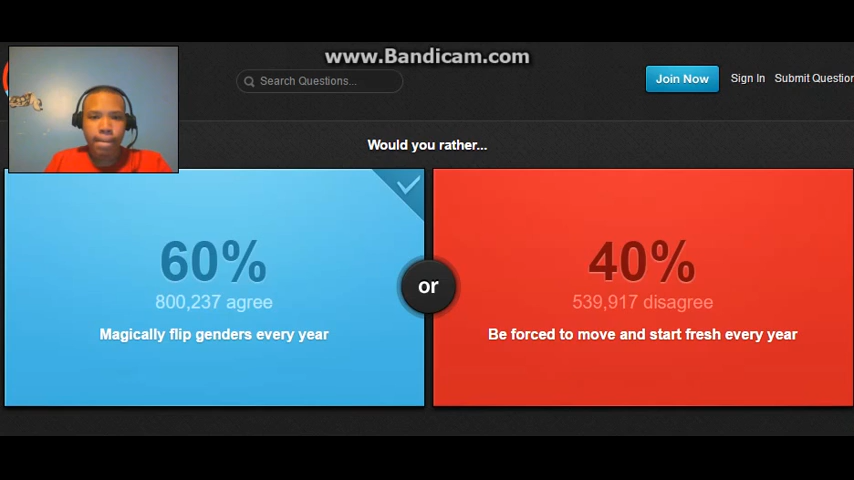 www.Bandicam.com
Search Questions...
Join Now
Sign In
Submit Question
Would you rather...
60%
800,237 agree
Magically flip genders every year
or
40%
539,917 disagree
Be forced to move and start fresh every year